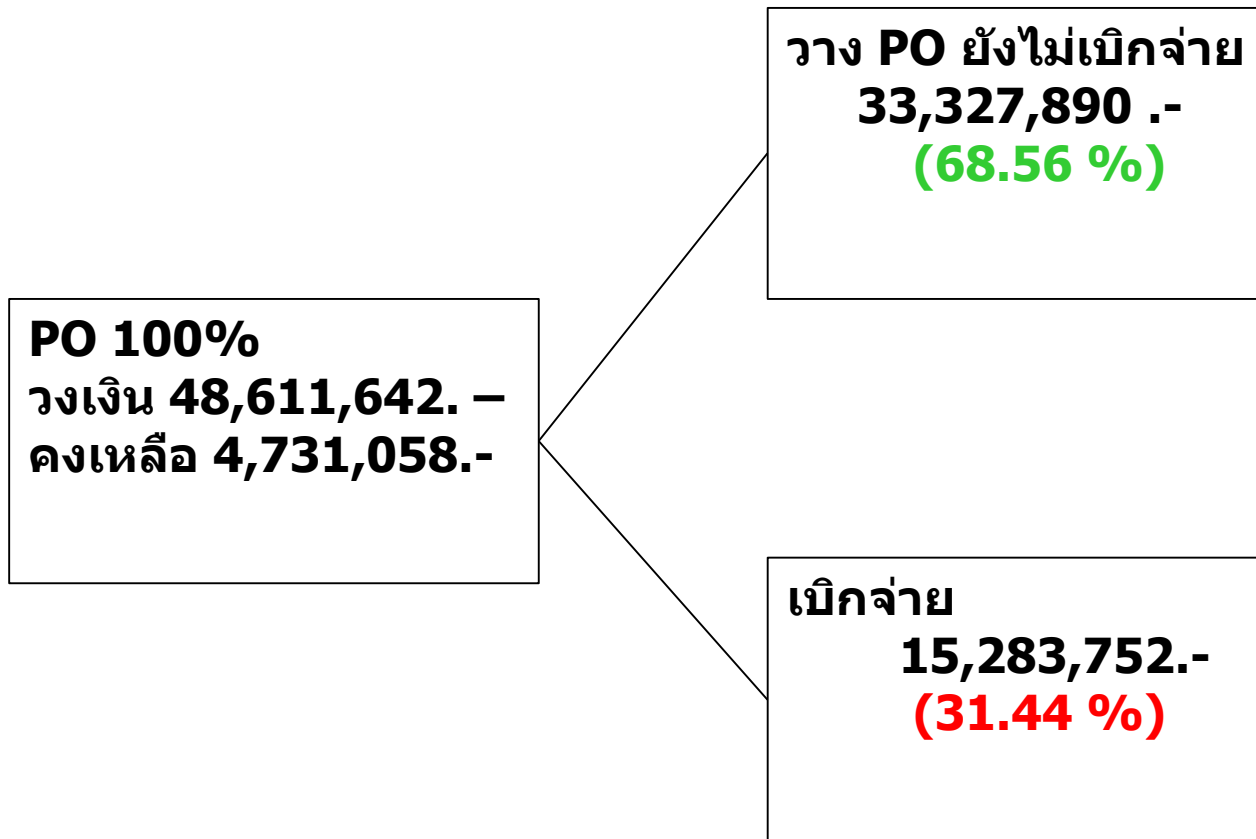 วาง PO ยังไม่เบิกจ่าย
33,327,890 .-
(68.56 %)
PO 100%
วงเงิน 48,611,642. –
คงเหลือ 4,731,058.-
เบิกจ่าย
15,283,752.-
(31.44 %)